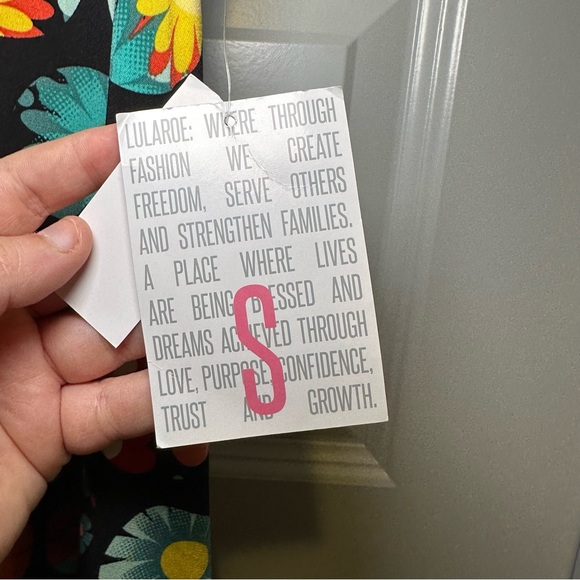 LULAROE: WHERE THROUGH
FASHION WE CREATE
FREEDOM, SERVE OTHERS
AND STRENGTHEN FAMILIES.
A PLACE WHERE LIVES
ARE BEING BLESSED AND
DREAMS ACHIEVED THROUGH
LOVE, PURPOSE, CONFIDENCE,
TRUST AND GROWTH.
S